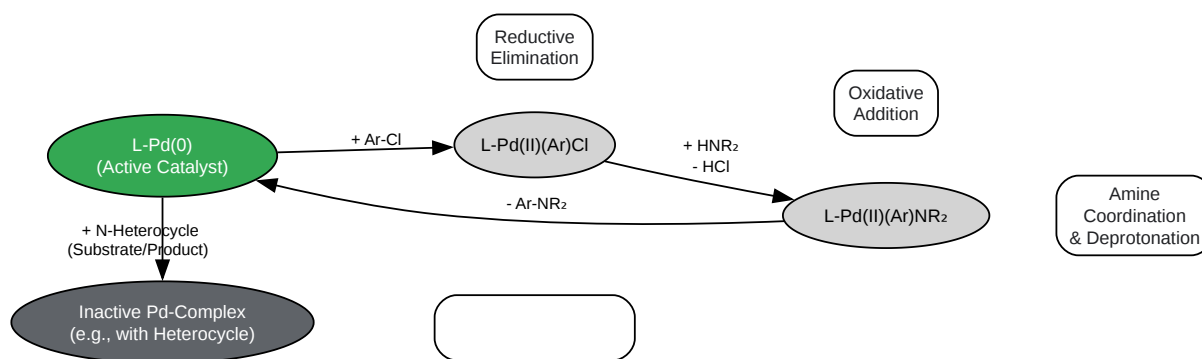 Reductive
Elimination
Oxidative
Addition
L-Pd(0)
(Active Catalyst)
+ Ar-Cl
L-Pd(II)(Ar)Cl
+ HNR₂
- HCl
- Ar-NR₂
L-Pd(II)(Ar)NR₂
Amine
Coordination
& Deprotonation
+ N-Heterocycle
(Substrate/Product)
Inactive Pd-Complex
(e.g., with Heterocycle)